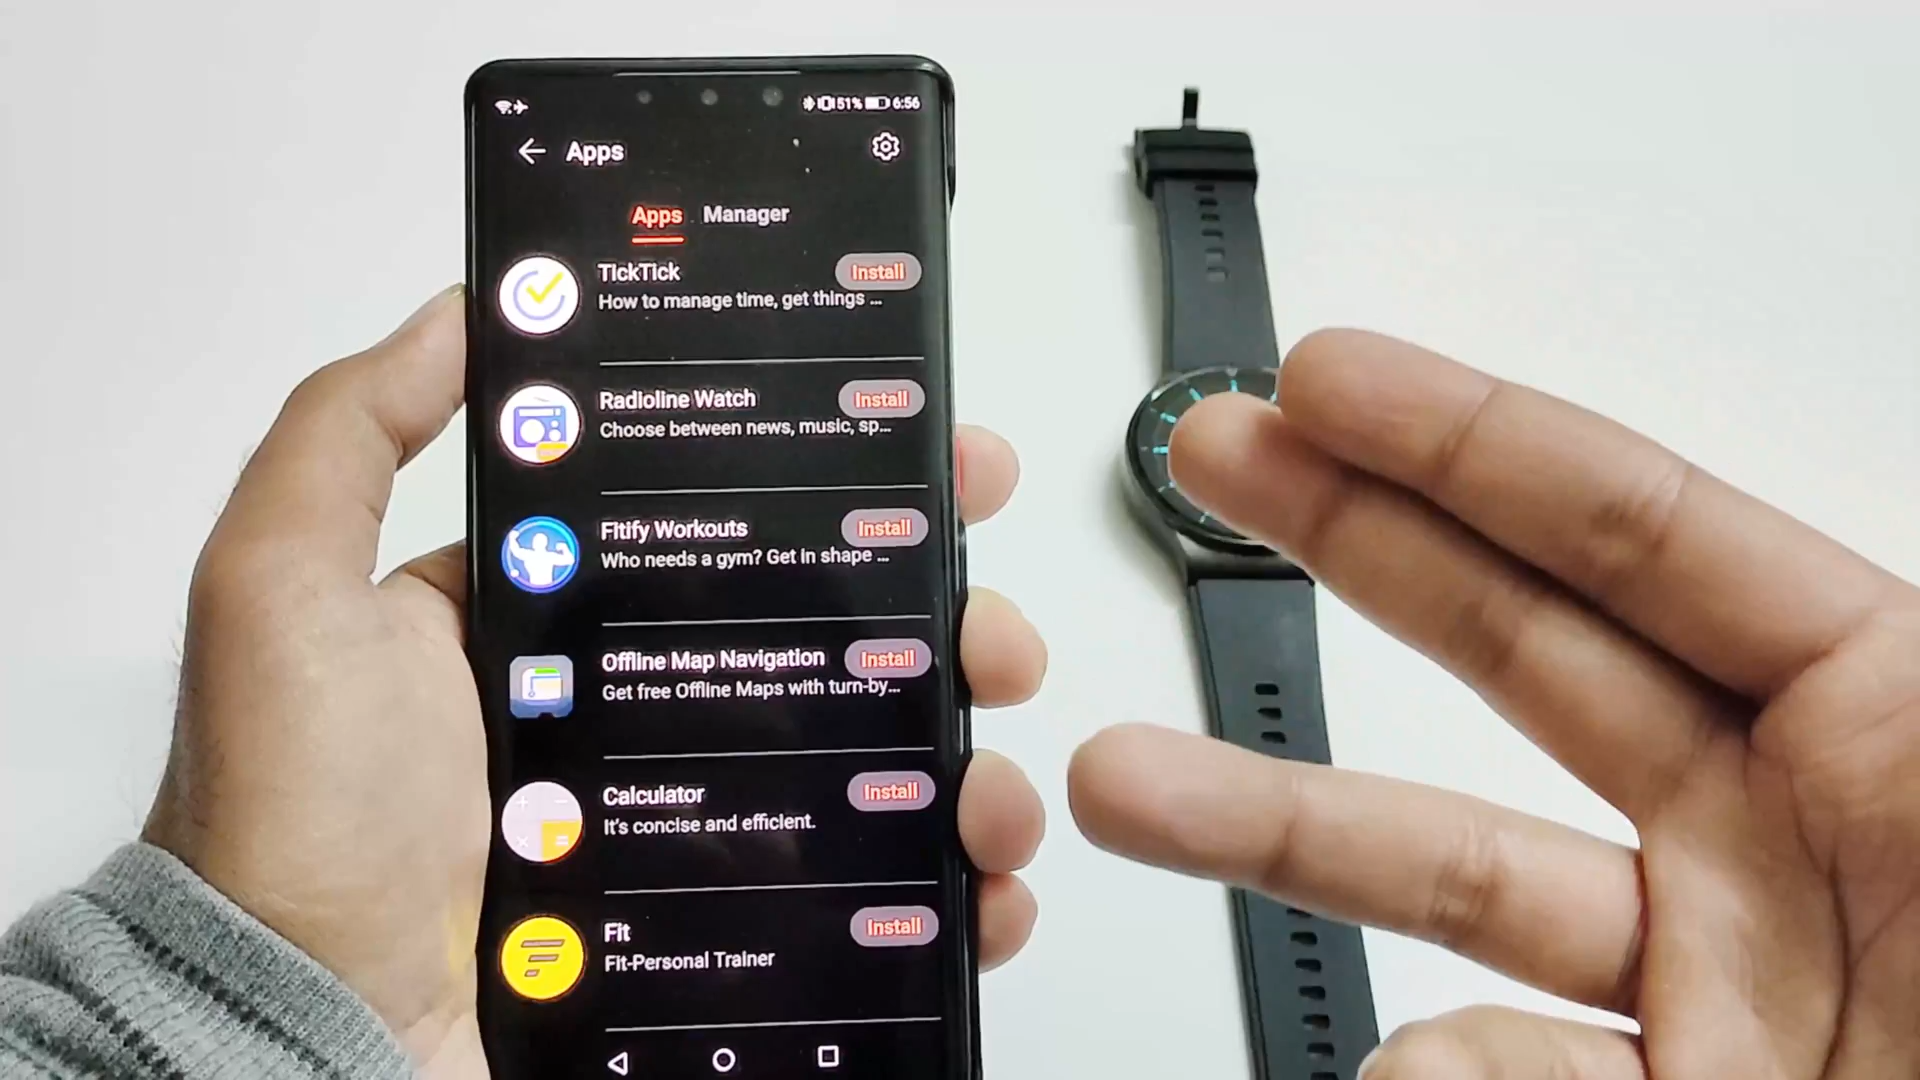 51% 6:56
Apps
Apps Manager
TickTick Install
How to manage time, get things ...
Radioline Watch Install
Choose between news, music, sp...
Fitify Workouts Install
Who needs a gym? Get in shape ...
Offline Map Navigation Install
Get free Offline Maps with turn-by...
Calculator Install
It's concise and efficient.
Fit Install
Fit-Personal Trainer